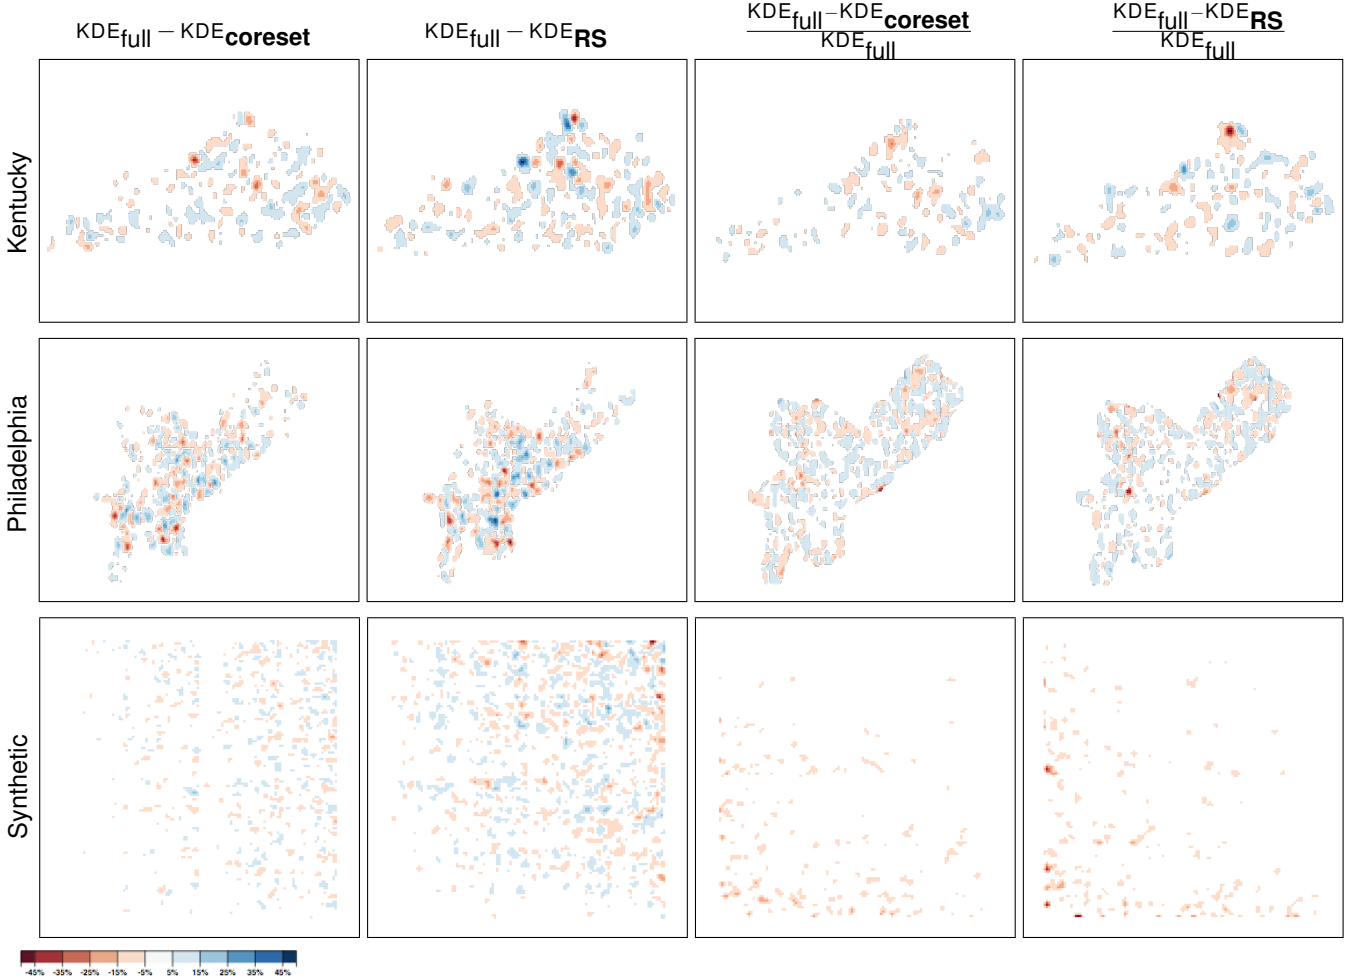 KDEfull − KDEcoreset
KDEfull − KDERS
KDEfull−KDEcoreset
KDEfull
KDEfull−KDERS
KDEfull
Kentucky
Philadelphia
Synthetic
-45% -35% -25% -15% -5% 5% 15% 25% 35% 45%